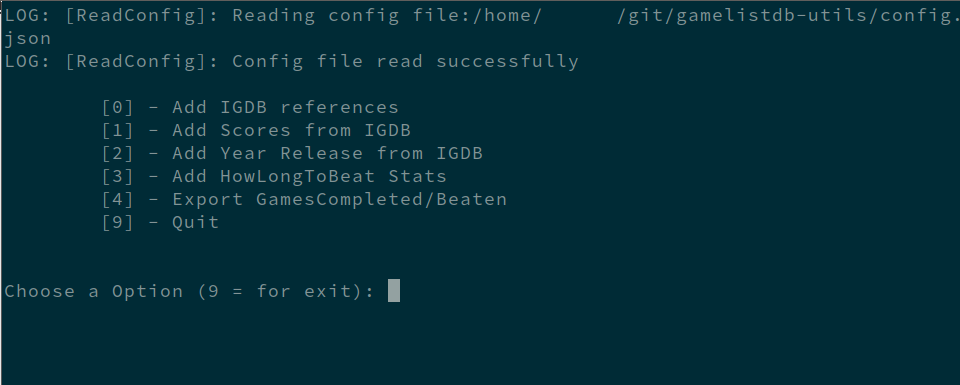 LOG: [ReadConfig]: Reading config file:/home/      /git/gamelistdb-utils/config.
json
LOG: [ReadConfig]: Config file read successfully
[0] - Add IGDB references
[1] - Add Scores from IGDB
[2] - Add Year Release from IGDB
[3] - Add HowLongToBeat Stats
[4] - Export GamesCompleted/Beaten
[9] - Quit
Choose a Option (9 = for exit):